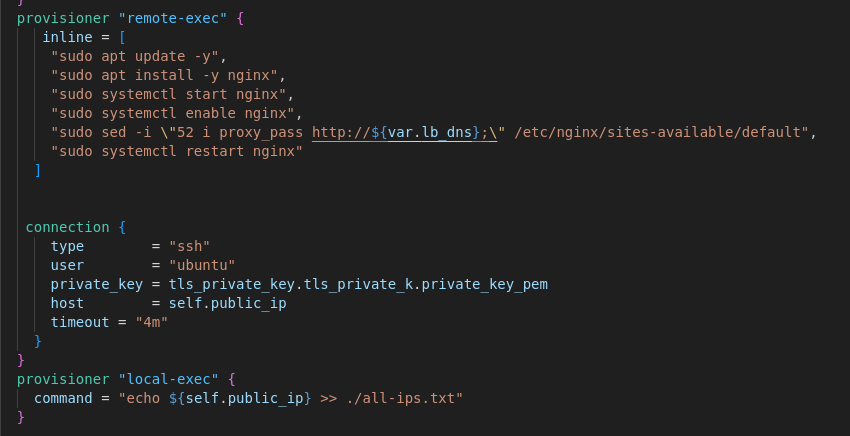 }
provisioner "remote-exec" {
inline = [
"sudo apt update -y",
"sudo apt install -y nginx",
"sudo systemctl start nginx",
"sudo systemctl enable nginx",
"sudo sed -i \"52 i proxy_pass http://${var.lb_dns};\" /etc/nginx/sites-available/default",
"sudo systemctl restart nginx"
]
connection {
type = "ssh"
user = "ubuntu"
private_key = tls_private_key.tls_private_k.private_key_pem
host = self.public_ip
timeout = "4m"
}
}
provisioner "local-exec" {
command = "echo ${self.public_ip} >> ./all-ips.txt"
}